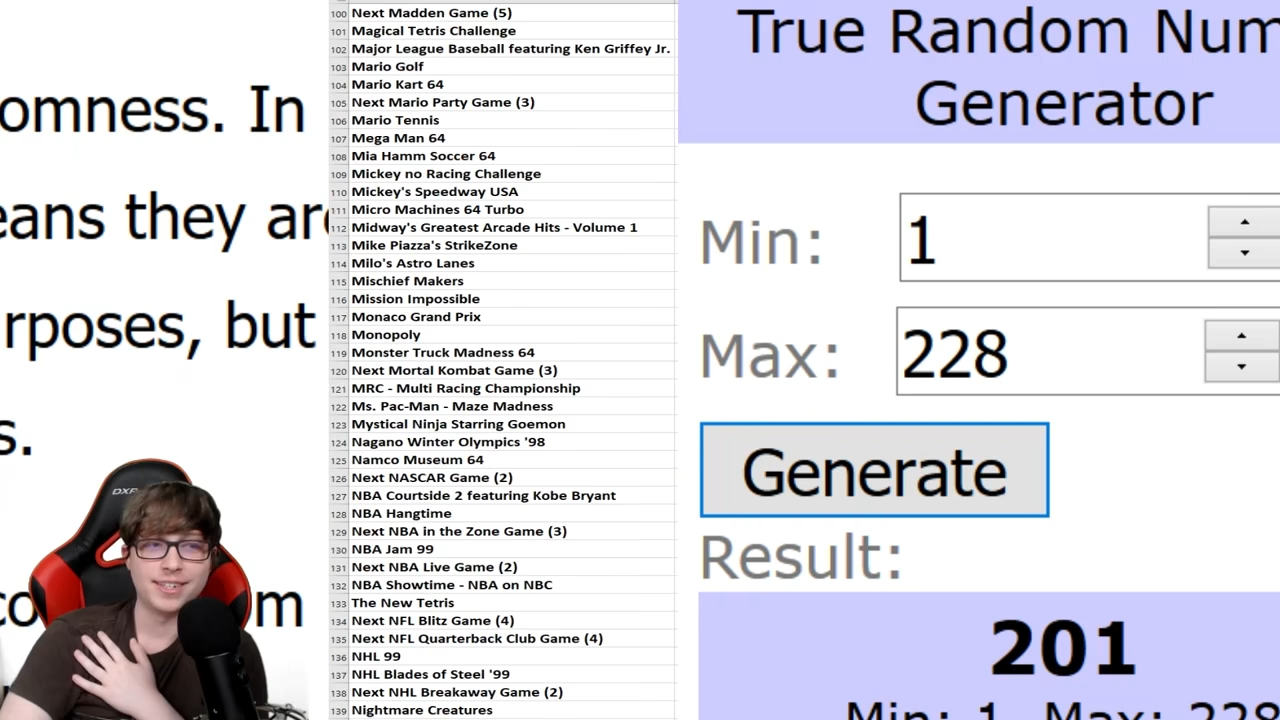 omness. In
eans they are
rposes, but
s.
DXR
co
m
100 Next Madden Game (5)
101 Magical Tetris Challenge
102 Major League Baseball featuring Ken Griffey Jr.
103 Mario Golf
104 Mario Kart 64
105 Next Mario Party Game (3)
106 Mario Tennis
107 Mega Man 64
108 Mia Hamm Soccer 64
109 Mickey no Racing Challenge
110 Mickey's Speedway USA
111 Micro Machines 64 Turbo
112 Midway's Greatest Arcade Hits - Volume 1
113 Mike Piazza's StrikeZone
114 Milo's Astro Lanes
115 Mischief Makers
116 Mission Impossible
117 Monaco Grand Prix
118 Monopoly
119 Monster Truck Madness 64
120 Next Mortal Kombat Game (3)
121 MRC - Multi Racing Championship
122 Ms. Pac-Man - Maze Madness
123 Mystical Ninja Starring Goemon
124 Nagano Winter Olympics '98
125 Namco Museum 64
126 Next NASCAR Game (2)
127 NBA Courtside 2 featuring Kobe Bryant
128 NBA Hangtime
129 Next NBA in the Zone Game (3)
130 NBA Jam 99
131 Next NBA Live Game (2)
132 NBA Showtime - NBA on NBC
133 The New Tetris
134 Next NFL Blitz Game (4)
135 Next NFL Quarterback Club Game (4)
136 NHL 99
137 NHL Blades of Steel '99
138 Next NHL Breakaway Game (2)
139 Nightmare Creatures
True Random Num
Generator
Min: 1
Max: 228
Generate
Result:
201
Min: 1, Max: 228